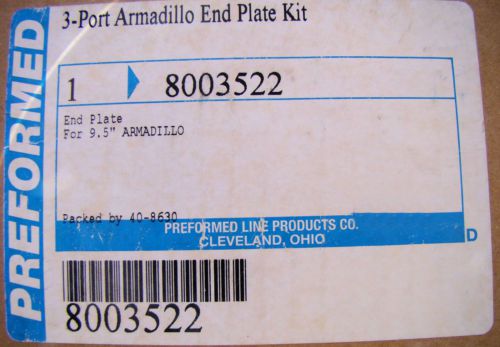 3-Port Armadillo End Plate Kit
PREFORMED
1 8003522
End Plate
For 9.5" ARMADILLO
Packed by 40-8630
PREFORMED LINE PRODUCTS CO.
CLEVELAND, OHIO
D
8003522